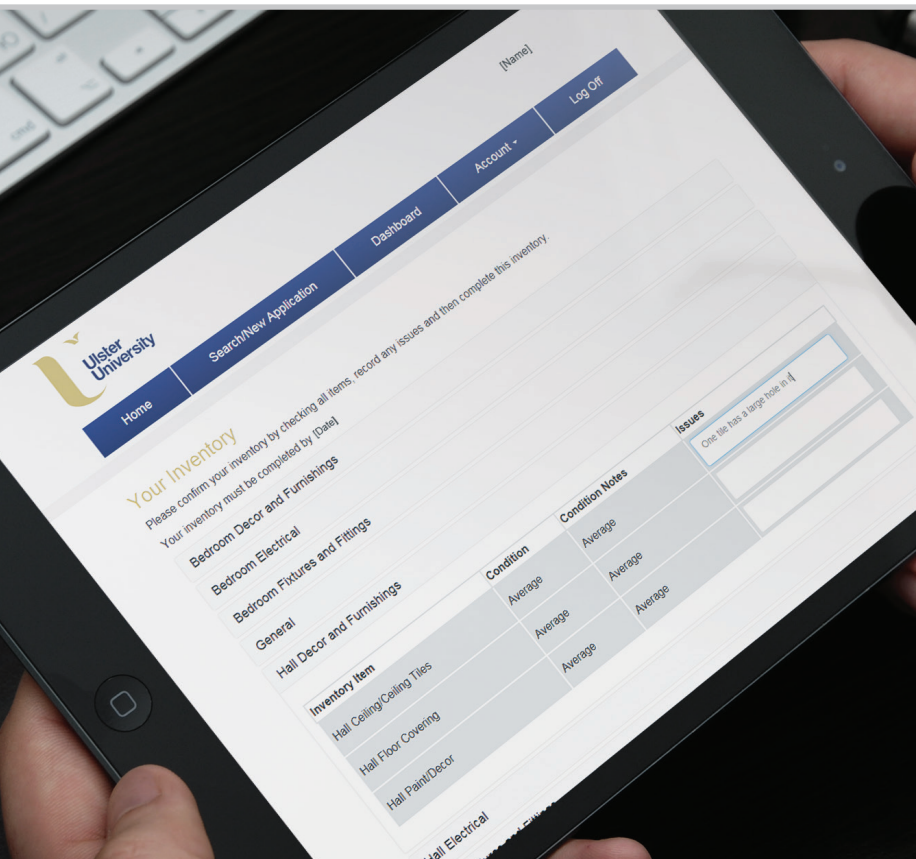 [Name]
Ulster
University
Home
Search/New Application
Dashboard
Account
Log Off
Your Inventory
Please confirm your inventory by checking all items, record any issues and then complete this inventory.
Your inventory must be completed by [Date]
Bedroom Decor and Furnishings
Bedroom Electrical
Bedroom Fixtures and Fittings
General
Hall Decor and Furnishings
Inventory Item Condition Condition Notes Issues
Hall Ceiling/Ceiling Tiles Average Average One tile has a large hole in it
Hall Floor Covering Average Average
Hall Paint/Decor Average Average
Hall Electrical
cmd